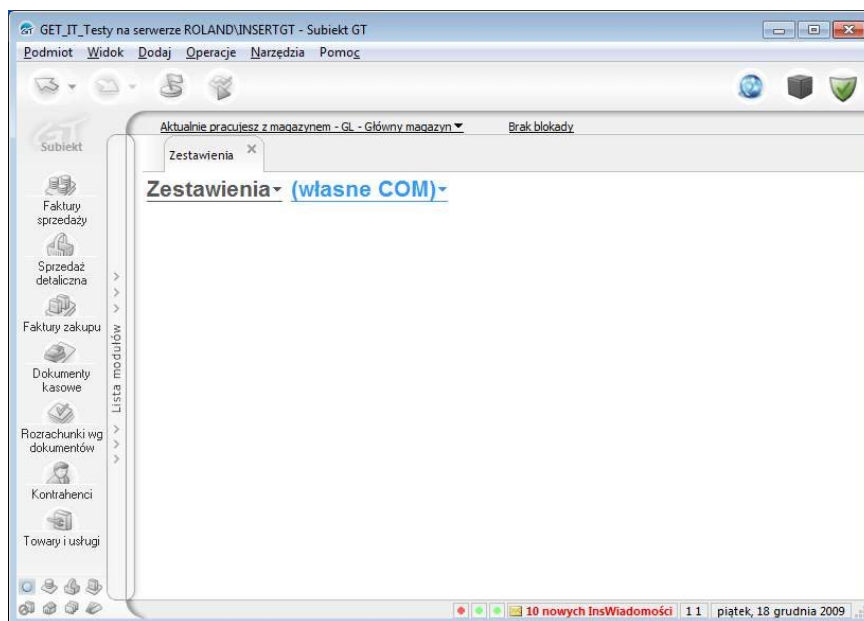 GET_IT_Testy na serwerze ROLAND\INSERTGT - Subiekt GT
Podmiot Widok Dodaj Operacje Narzędzia Pomoc
GT
Subiekt
Aktualnie pracujesz z magazynem - GL - Główny magazyn Brak blokady
Zestawienia
Zestawienia (własne COM)
Faktury
sprzedaży
Sprzedaż
detaliczna
Faktury zakupu
Dokumenty
kasowe
Rozrachunki wg
dokumentów
Kontrahenci
Towary i usługi
Lista modułów
10 nowych InsWiadomości 1 1 piątek, 18 grudnia 2009